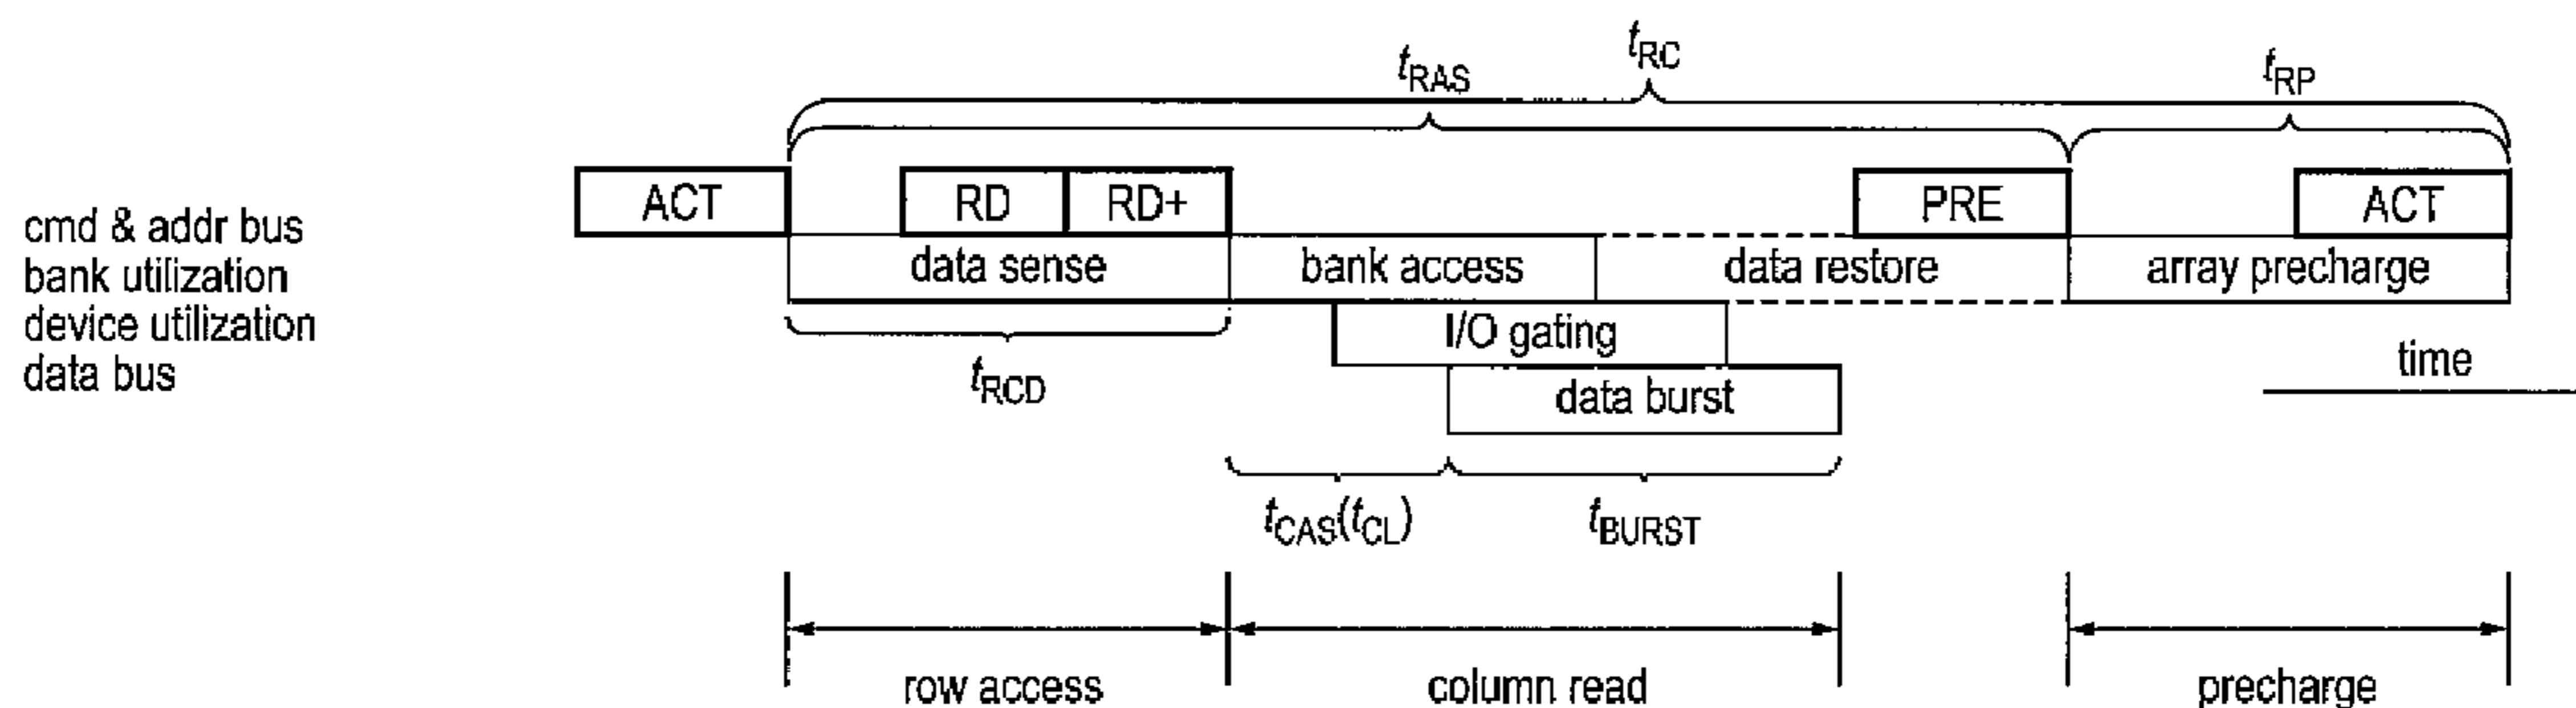 tRC
tRAS
tRP
ACT
RD
RD+
PRE
ACT
cmd & addr bus
bank utilization
data sense
bank access
data restore
array precharge
device utilization
I/O gating
time
data bus
tRCD
data burst
tCAS(tCL)
tBURST
row access
column read
precharge